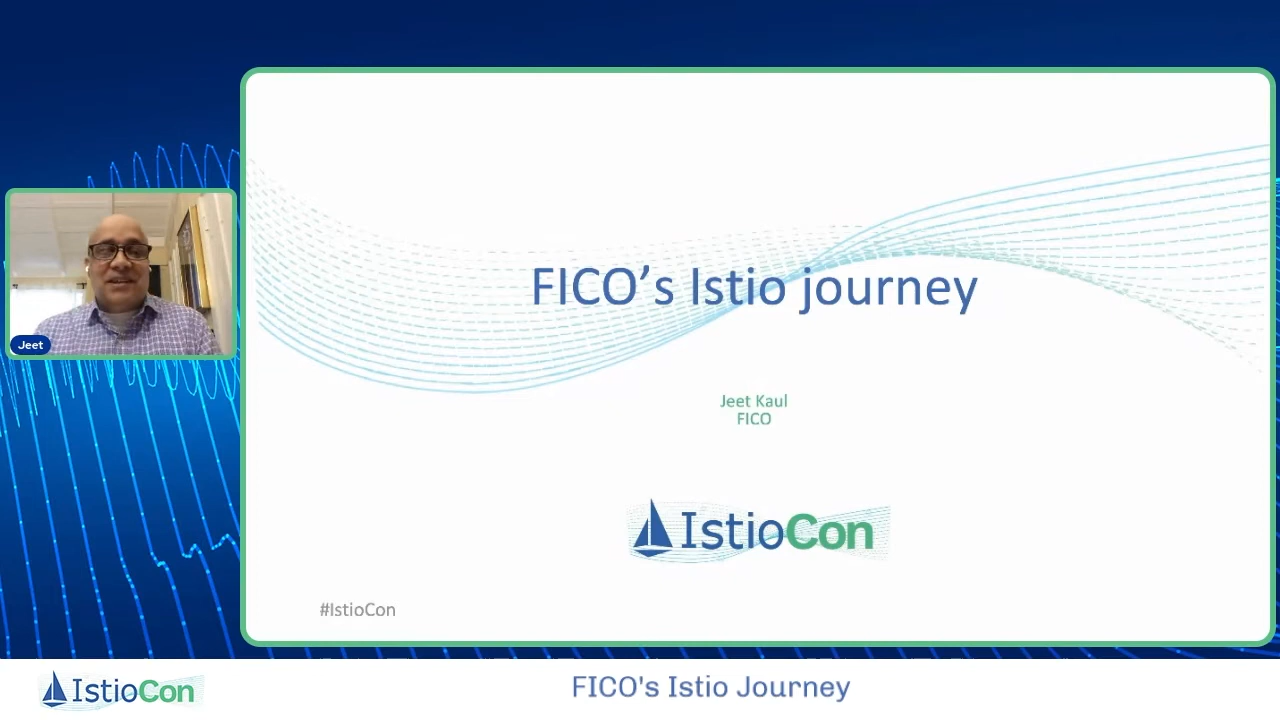 Jeet
FICO’s Istio journey
Jeet Kaul
FICO
IstioCon
#IstioCon
IstioCon
FICO's Istio Journey